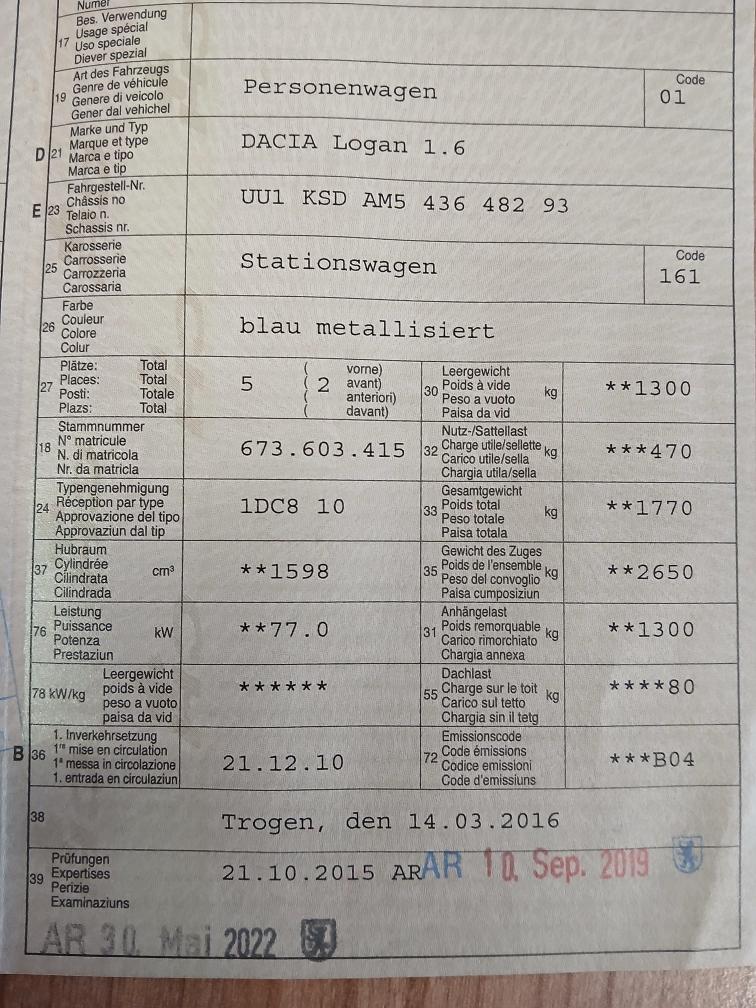 Numer
17 Bes. Verwendung
Usage spécial
Uso speciale
Diever spezial
19 Art des Fahrzeugs
Genre de véhicule
Genere di veicolo
Gener dal vehichel
Personenwagen
Code
01
D 21 Marke und Typ
Marque et type
Marca e tipo
Marca e tip
DACIA Logan 1.6
E 23 Fahrgestell-Nr.
Châssis no
Telaio n.
Schassis nr.
UU1 KSD AM5 436 482 93
25 Karosserie
Carrosserie
Carrozzeria
Carossaria
Stationswagen
Code
161
26 Farbe
Couleur
Colore
Colur
blau metallisiert
27 Plätze: Total
Places: Total
Posti: Totale
Plazs: Total
5 ( 2 vorne)
( avant)
( anteriori)
( davant)
30 Leergewicht
Poids à vide
Peso a vuoto
Paisa da vid
kg
**1300
18 Stammnummer
N° matricule
N. di matricola
Nr. da matricla
673.603.415
32 Nutz-/Sattellast
Charge utile/sellette
Carico utile/sella
Chargia utila/sella
kg
***470
24 Typengenehmigung
Réception par type
Approvazione del tipo
Approvaziun dal tip
1DC8 10
33 Gesamtgewicht
Poids total
Peso totale
Paisa totala
kg
**1770
37 Hubraum
Cylindrée
Cilindrata
Cilindrada
cm³
**1598
35 Gewicht des Zuges
Poids de l'ensemble
Peso del convoglio
Paisa cumposiziun
kg
**2650
76 Leistung
Puissance
Potenza
Prestaziun
kW
**77.0
31 Anhängelast
Poids remorquable
Carico rimorchiato
Chargia annexa
kg
**1300
78 kW/kg Leergewicht
poids à vide
peso a vuoto
paisa da vid
******
55 Dachlast
Charge sur le toit
Carico sul tetto
Chargia sin il tetg
kg
****80
B 36 1. Inverkehrsetzung
1re mise en circulation
1a messa in circolazione
1. entrada en circulaziun
21.12.10
72 Emissionscode
Code émissions
Codice emissioni
Code d'emissiuns
***B04
38 Trogen, den 14.03.2016
39 Prüfungen
Expertises
Perizie
Examinaziuns
21.10.2015 AR
AR 10. Sep. 2019
AR 30. Mai 2022